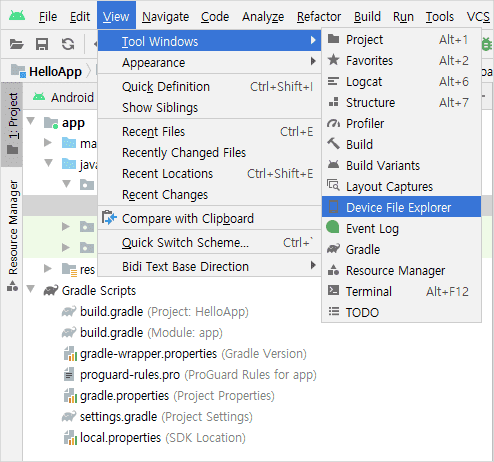 File Edit View Navigate Code Analyze Refactor Build Run Tools VCS
HelloApp
1: Project
Resource Manager
Android
app
java
res
Tool Windows
Appearance
Quick Definition Ctrl+Shift+I
Show Siblings
Recent Files Ctrl+E
Recently Changed Files
Recent Locations Ctrl+Shift+E
Recent Changes
Compare with Clipboard
Quick Switch Scheme... Ctrl+`
Bidi Text Base Direction
Project Alt+1
Favorites Alt+2
Logcat Alt+6
Structure Alt+7
Profiler
Build
Build Variants
Layout Captures
Device File Explorer
Event Log
Gradle
Resource Manager
Terminal Alt+F12
TODO
Gradle Scripts
build.gradle (Project: HelloApp)
build.gradle (Module: app)
gradle-wrapper.properties (Gradle Version)
proguard-rules.pro (ProGuard Rules for app)
gradle.properties (Project Properties)
settings.gradle (Project Settings)
local.properties (SDK Location)